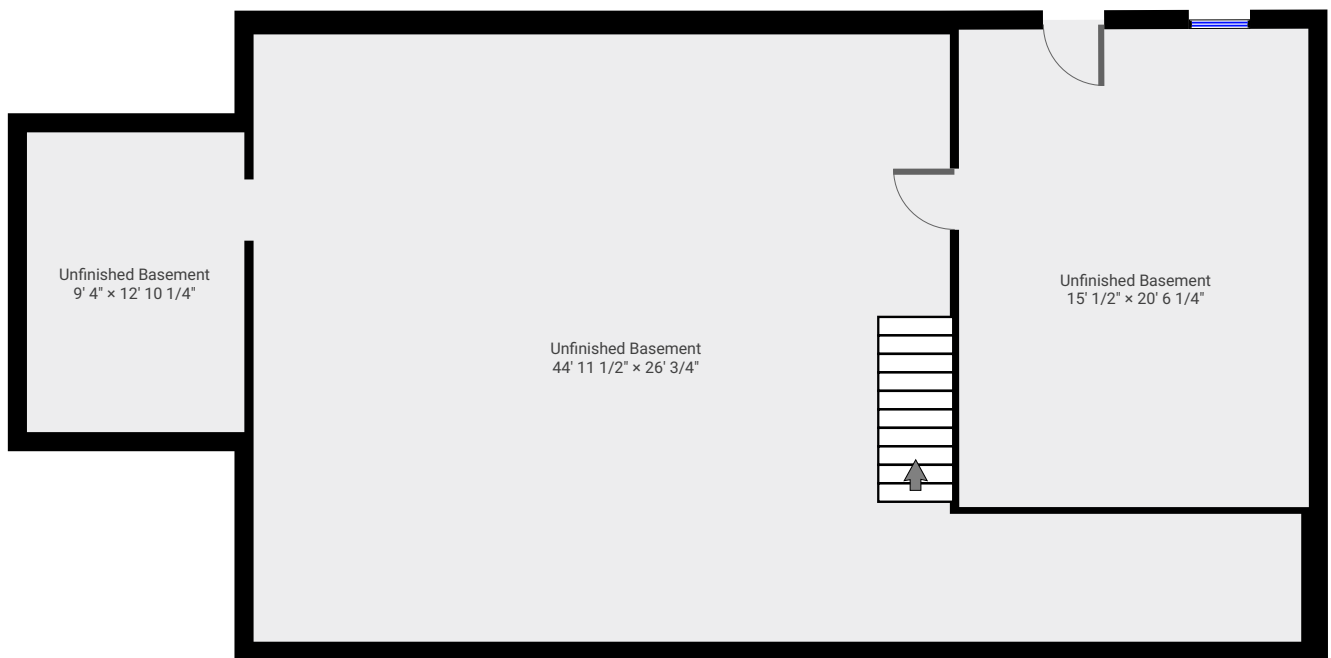 Unfinished Basement
9' 4" × 12' 10 1/4"
Unfinished Basement
44' 11 1/2" × 26' 3/4"
Unfinished Basement
15' 1/2" × 20' 6 1/4"